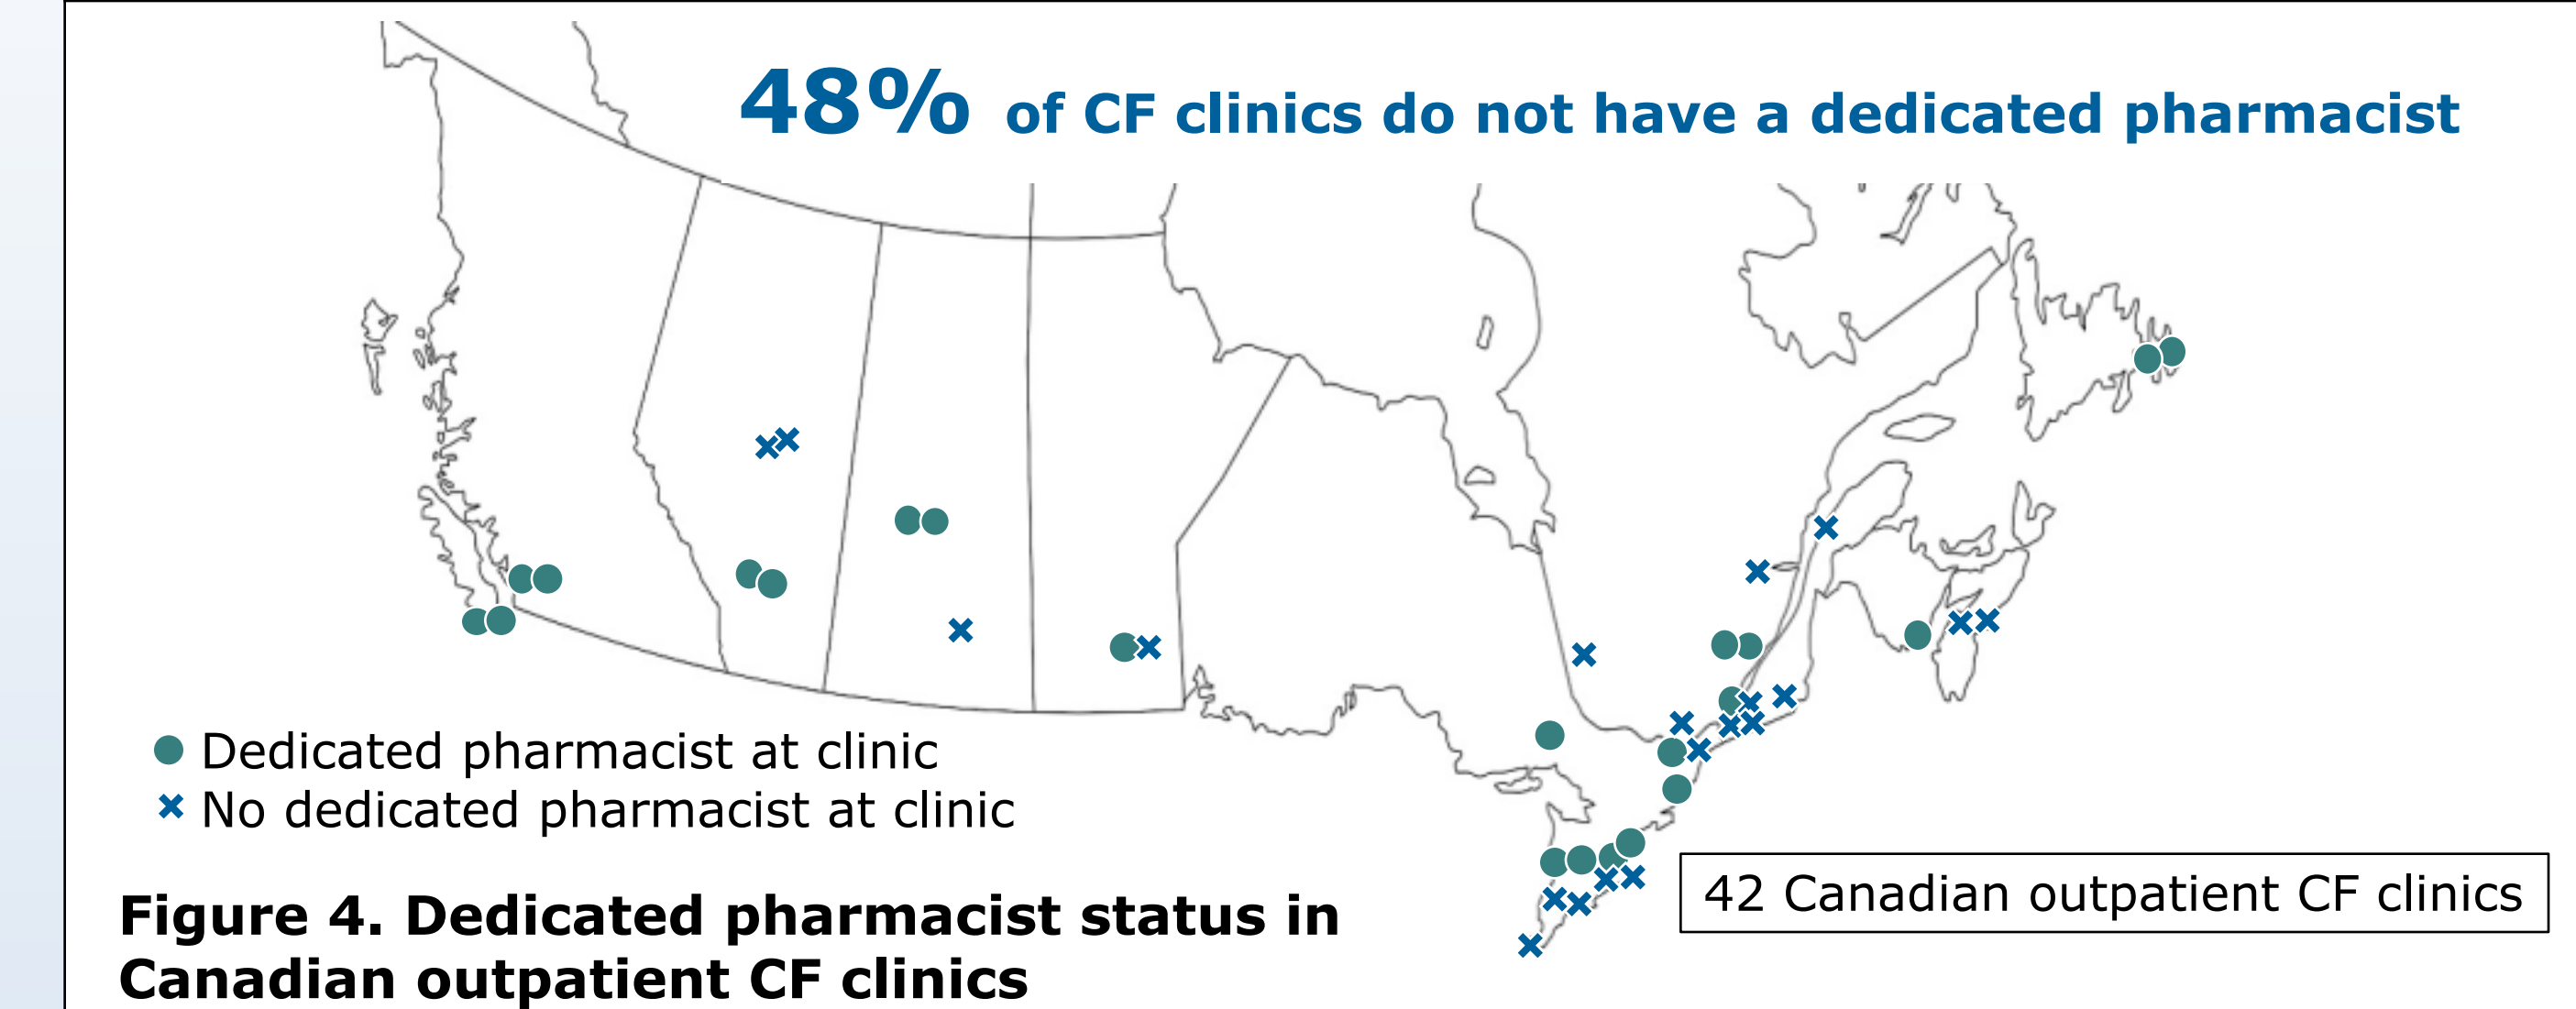 48% of CF clinics do not have a dedicated pharmacist
Dedicated pharmacist at clinic
No dedicated pharmacist at clinic
42 Canadian outpatient CF clinics
Figure 4. Dedicated pharmacist status in
Canadian outpatient CF clinics